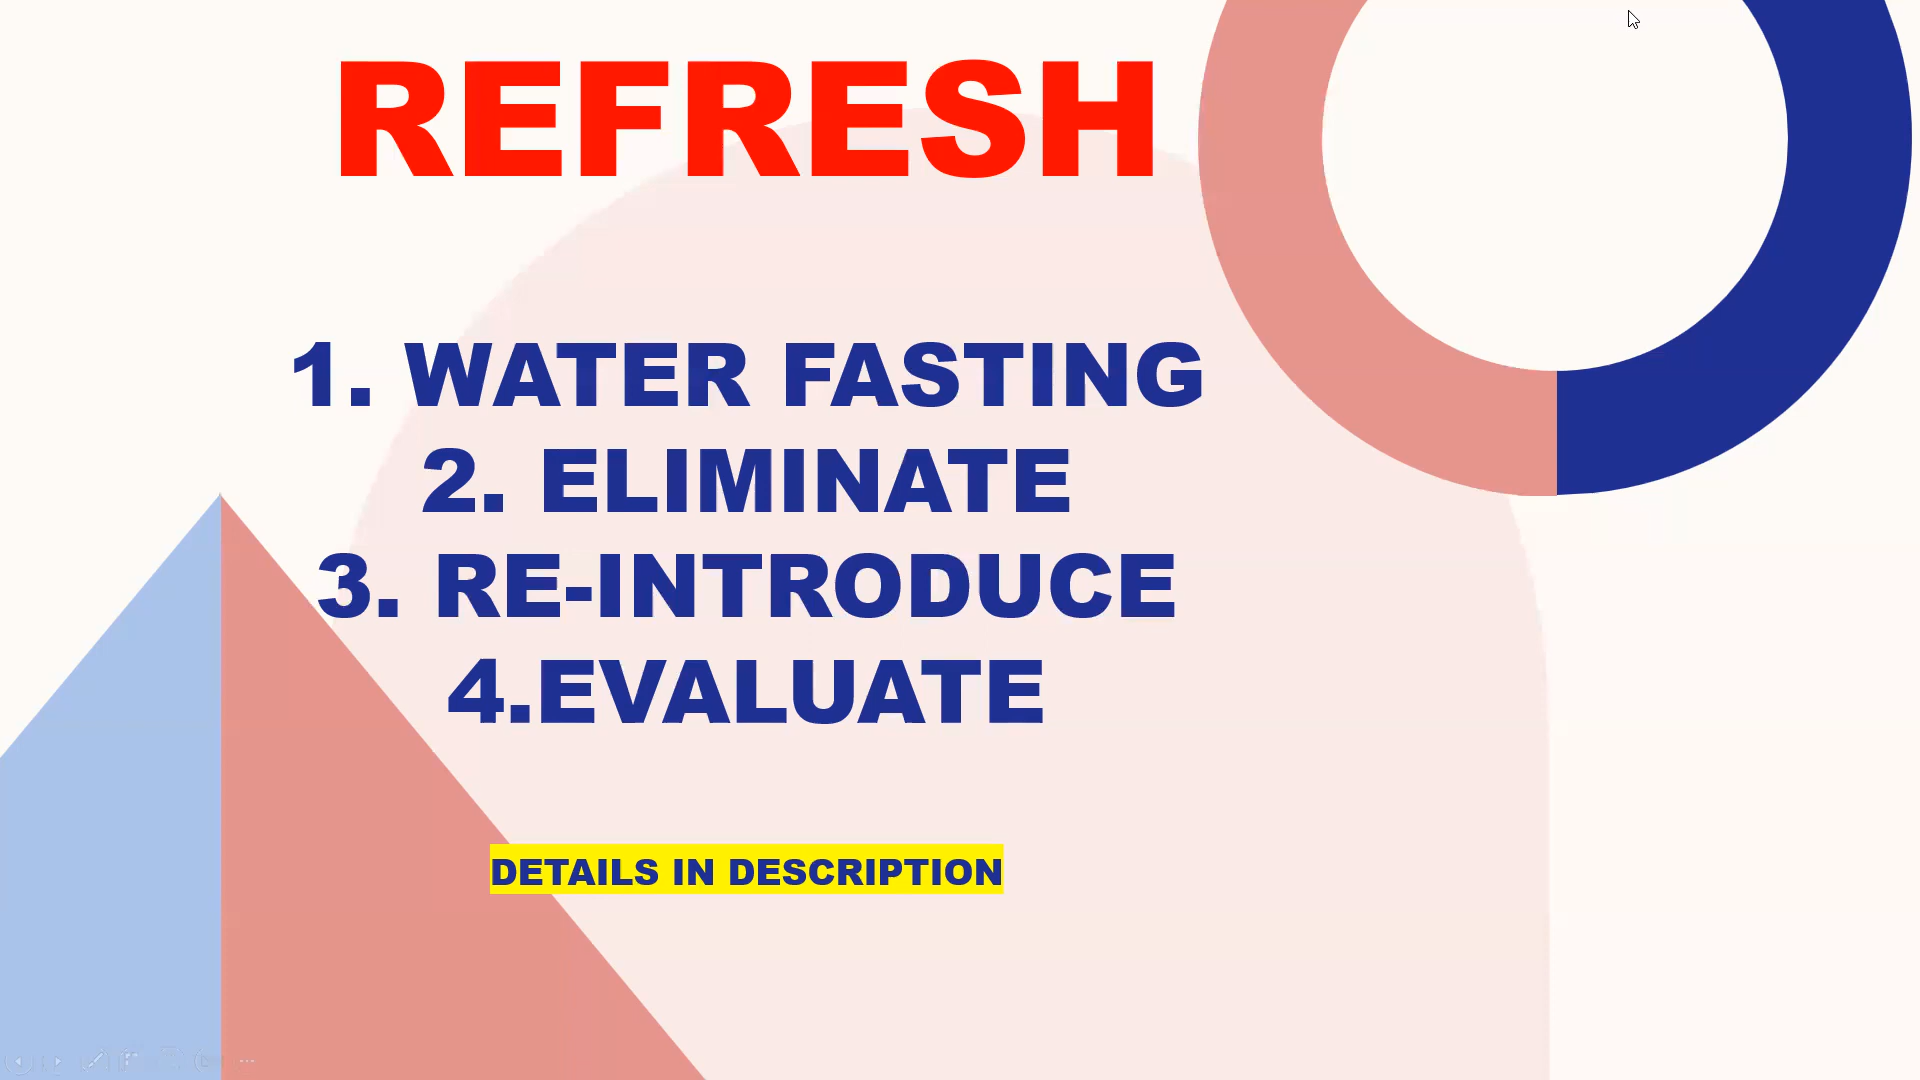 REFRESH
1. WATER FASTING
2. ELIMINATE
3. RE-INTRODUCE
4.EVALUATE
DETAILS IN DESCRIPTION